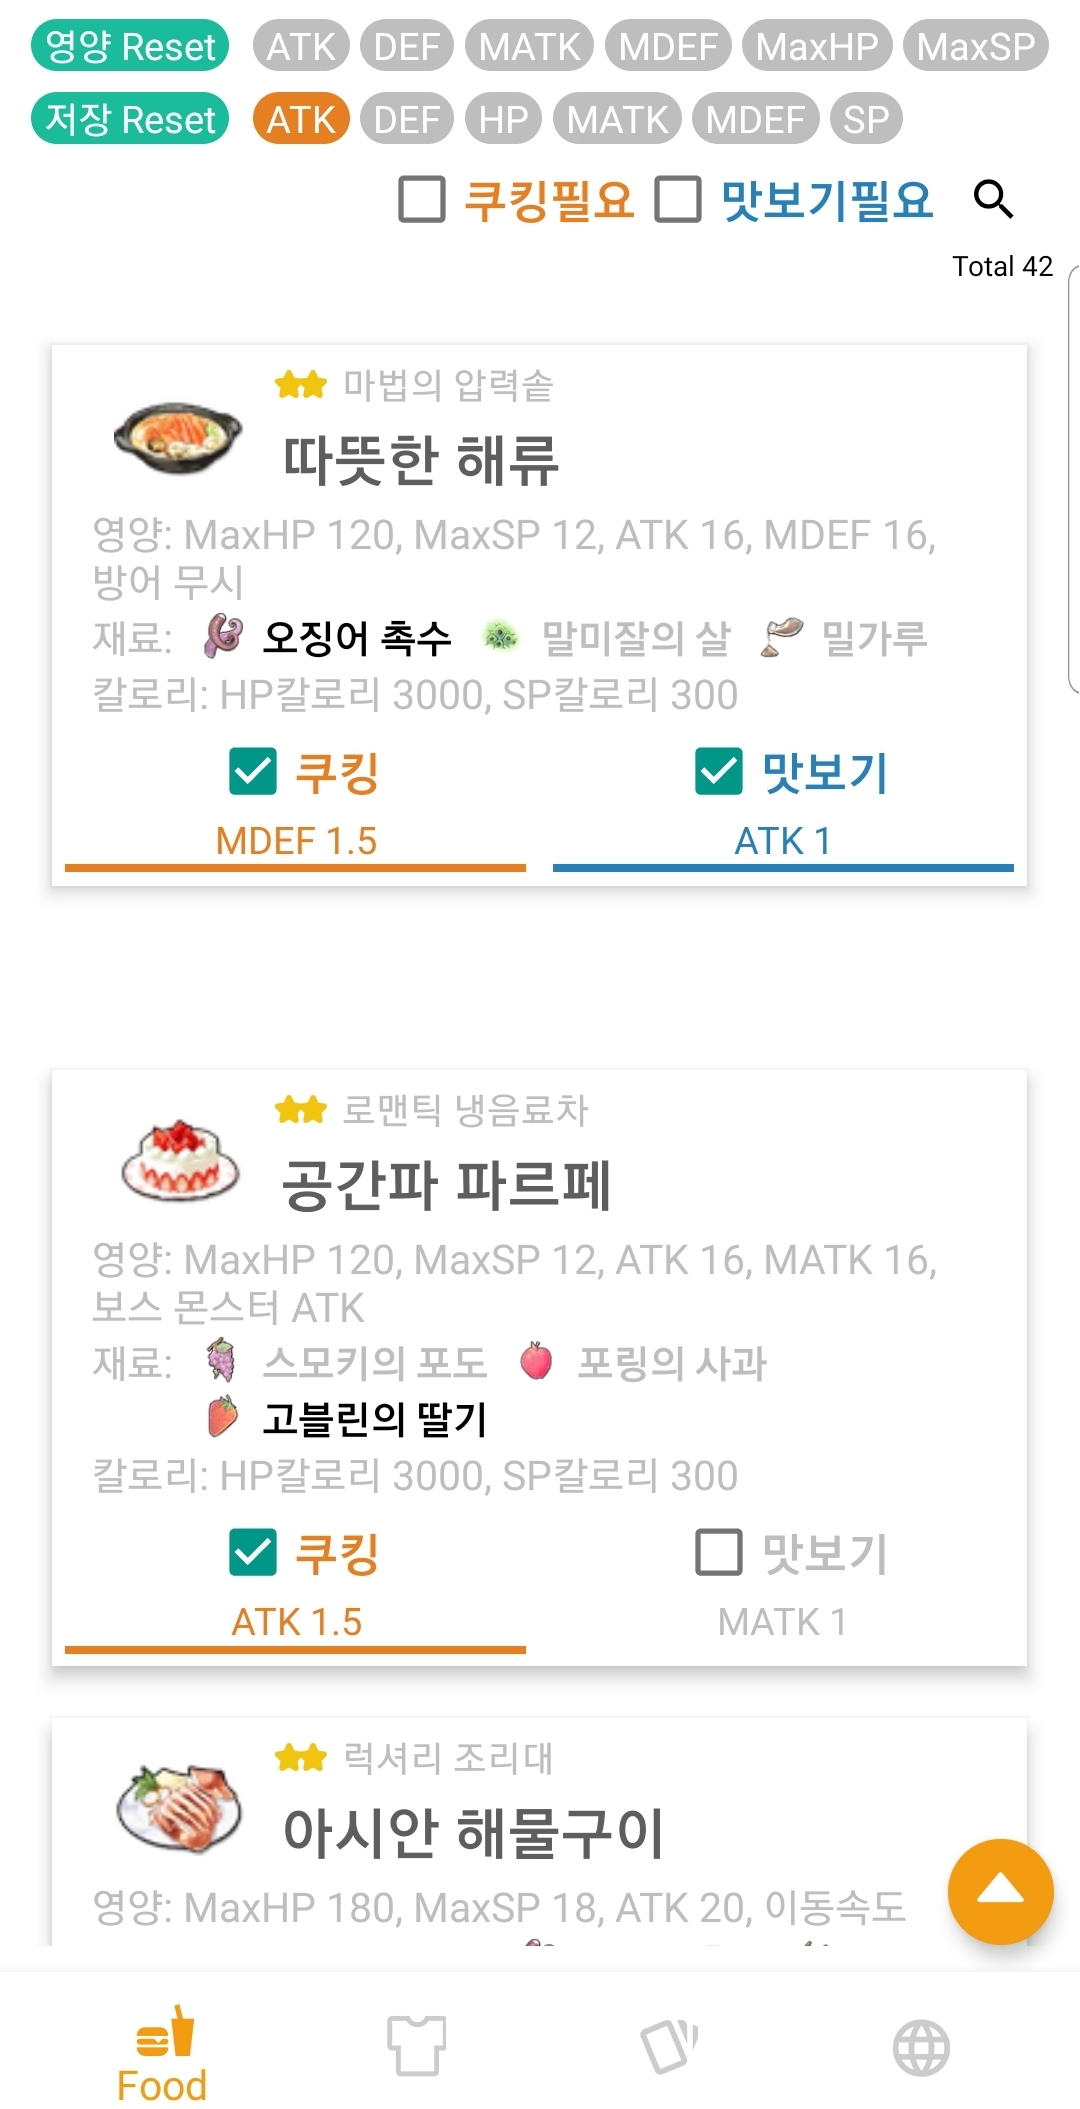 영양 Reset ATK DEF MATK MDEF MaxHP MaxSP
저장 Reset ATK DEF HP MATK MDEF SP
쿠킹필요 맛보기필요
Total 42
마법의 압력솥
따뜻한 해류
영양: MaxHP 120, MaxSP 12, ATK 16, MDEF 16,
방어 무시
재료: 오징어 촉수 말미잘의 살 밀가루
칼로리: HP칼로리 3000, SP칼로리 300
쿠킹 맛보기
MDEF 1.5 ATK 1
로맨틱 냉음료차
공간파 파르페
영양: MaxHP 120, MaxSP 12, ATK 16, MATK 16,
보스 몬스터 ATK
재료: 스모키의 포도 포링의 사과
고블린의 딸기
칼로리: HP칼로리 3000, SP칼로리 300
쿠킹 맛보기
ATK 1.5 MATK 1
럭셔리 조리대
아시안 해물구이
영양: MaxHP 180, MaxSP 18, ATK 20, 이동속도
Food